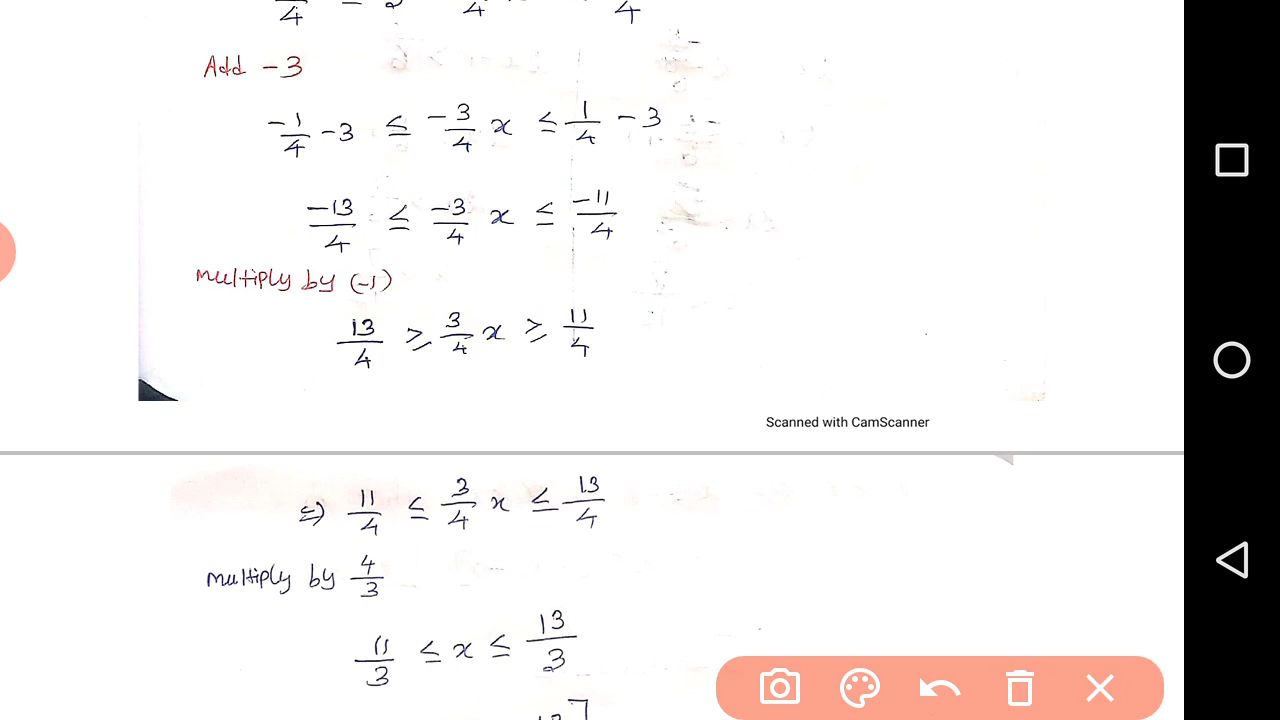 Add -3
-1/4 -3 ≤ -3/4 x ≤ 1/4 - 3
-13/4 ≤ -3/4 x ≤ -11/4
Multiply by (-1)
13/4 ≥ 3/4 x ≥ 11/4
Scanned with CamScanner
⇒ 11/4 ≤ 3/4 x ≤ 13/4
Multiply by 4/3
11/3 ≤ x ≤ 13/3